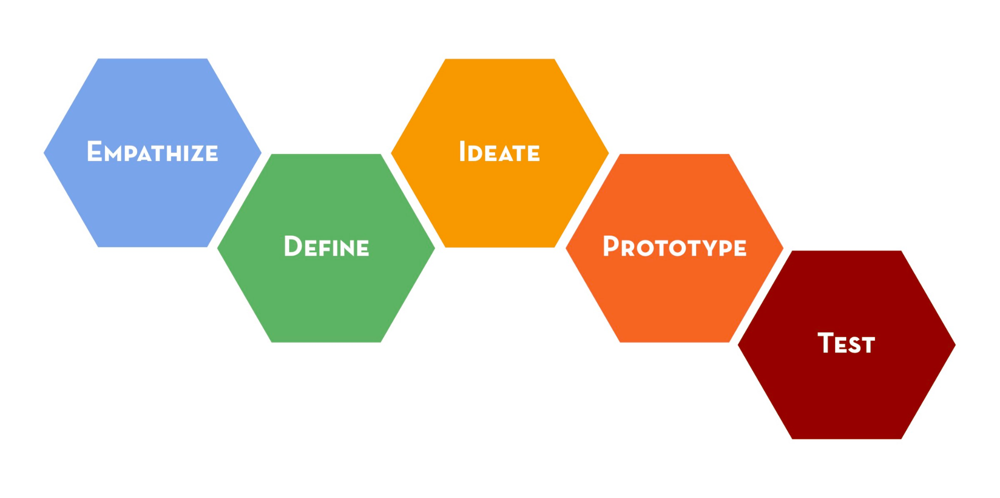 Empathize
Define
Ideate
Prototype
Test